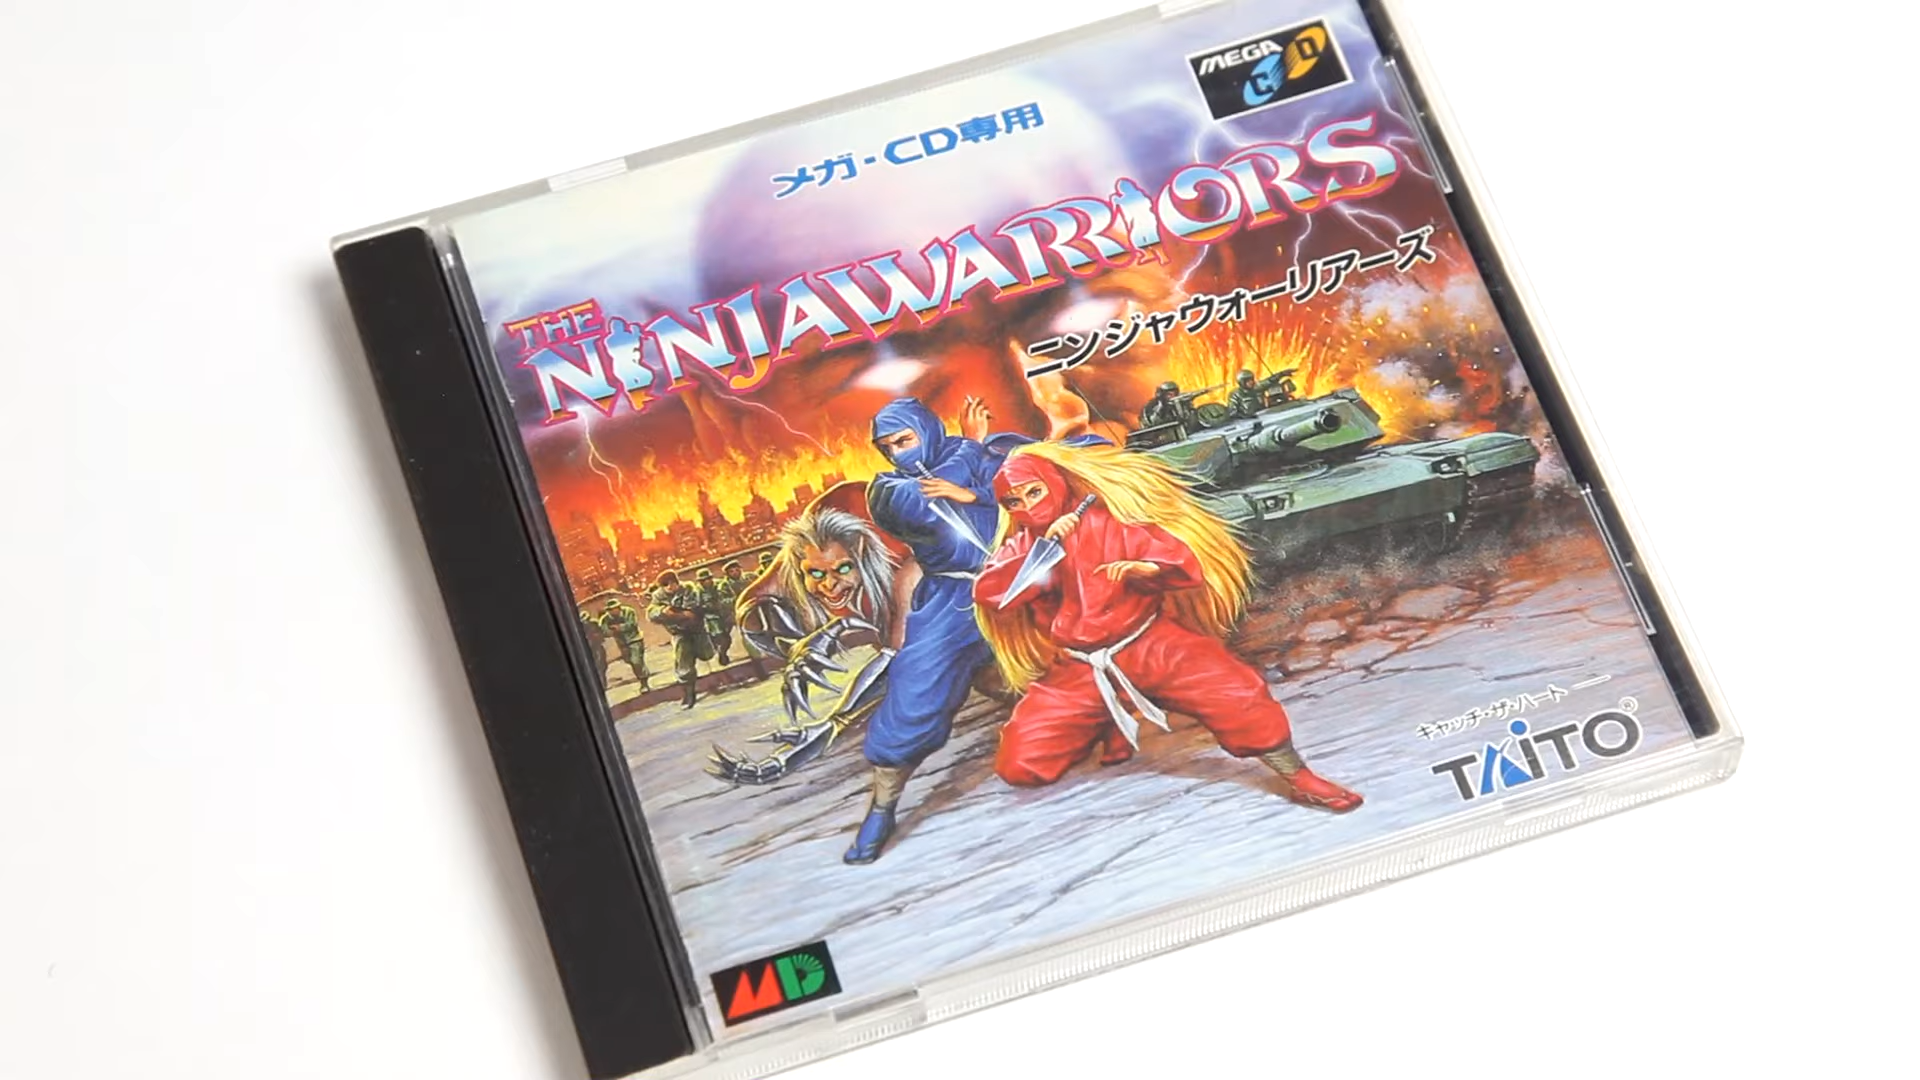 MEGA CD
メガ・CD専用
THE
NINJAWARRIORS
ニンジャウォーリアーズ
キャッチ・ザ・ハート
TAITO®
MD